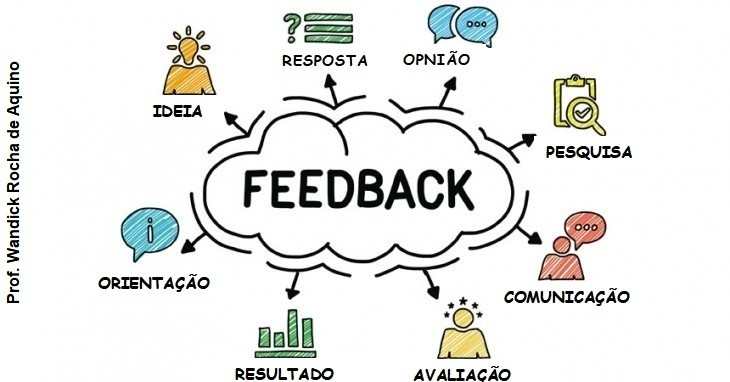 RESPOSTA
OPNIÃO
IDEIA
PESQUISA
FEEDBACK
ORIENTAÇÃO
COMUNICAÇÃO
RESULTADO
AVALIAÇÃO
Prof. Wandick Rocha de Aquino